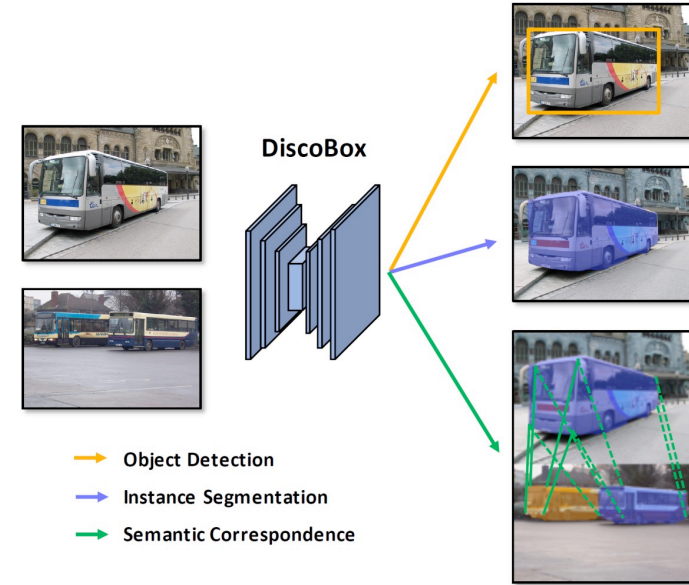 DiscoBox
Object Detection
Instance Segmentation
Semantic Correspondence